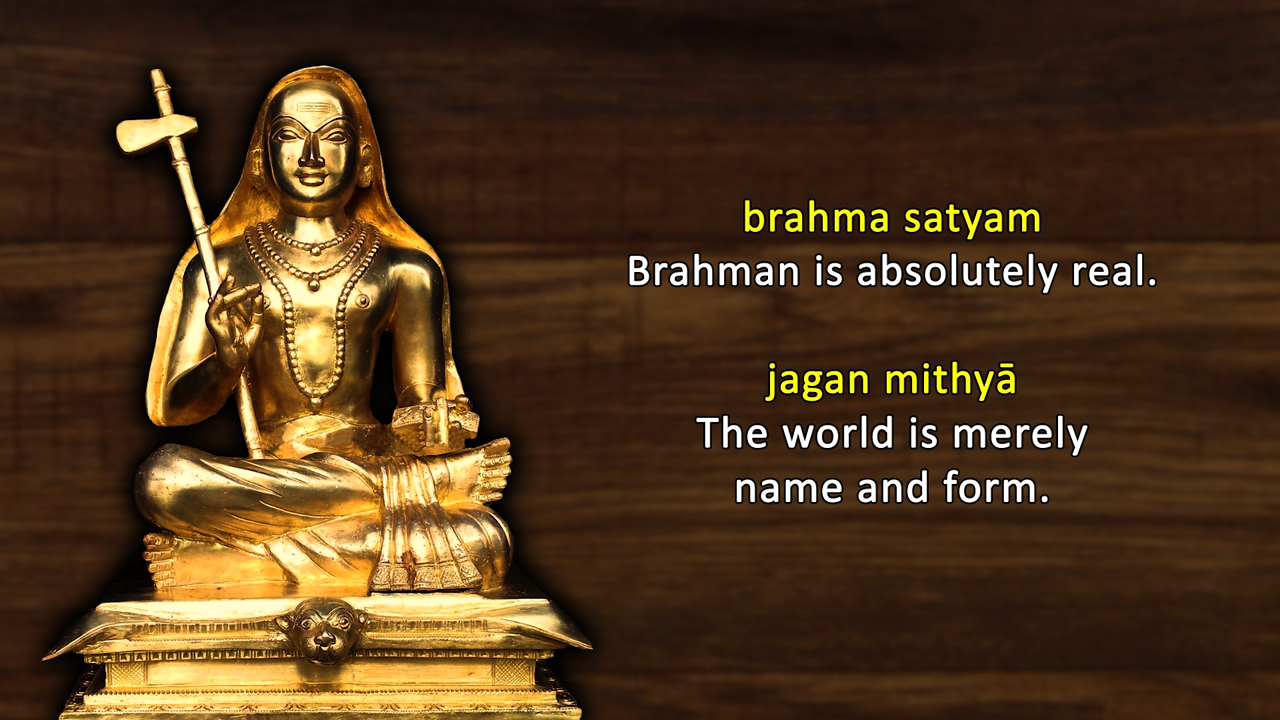 brahma satyam
Brahman is absolutely real.
jagan mithyā
The world is merely
name and form.